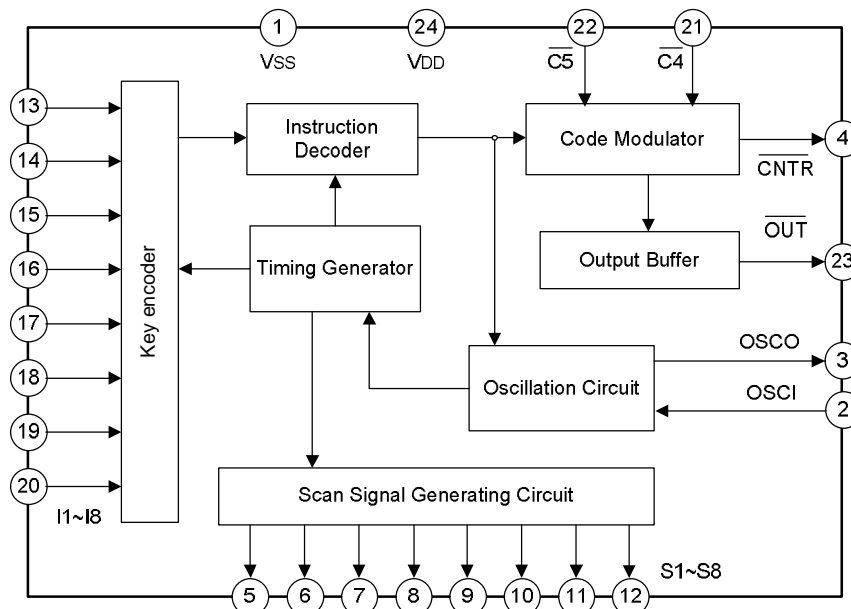 1
24
22
21
VSS
VDD
C5
C4
13
14
15
16
17
18
19
20
I1~I8
Key encoder
Instruction
Decoder
Timing Generator
Code Modulator
Output Buffer
Oscillation Circuit
Scan Signal Generating Circuit
CNTR
4
OUT
23
OSCO
3
OSCI
2
S1~S8
5
6
7
8
9
10
11
12